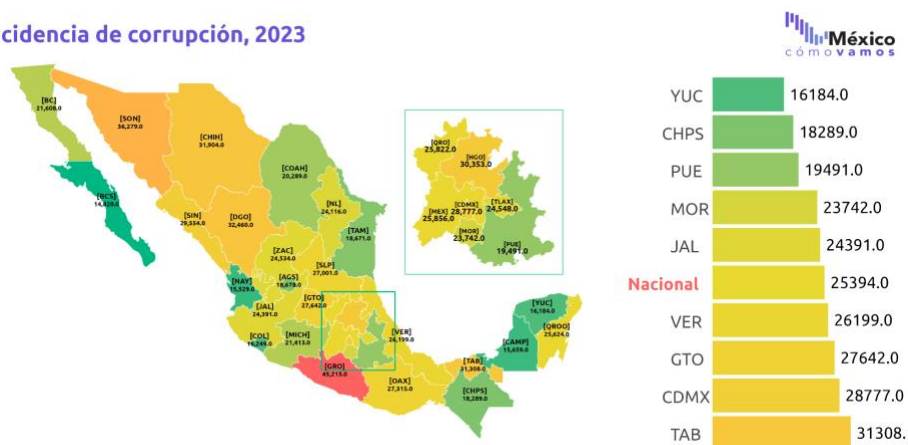 cidencia de corrupción, 2023
México
cómovamos
[BC]
21,608.0
[SON]
36,279.0
[CHIH]
31,904.0
[COAH]
20,289.0
[NL]
24,116.0
[TAM]
18,671.0
[BCS]
[SIN]
29,554.0
[DGO]
32,460.0
[ZAC]
24,534.0
[SLP]
27,001.0
[NAY]
15,529.0
[AGS]
18,678.0
[JAL]
24,391.0
[GTO]
27,642.0
[COL]
[MICH]
21,413.0
[VER]
[GRO]
45,215.0
[OAX]
27,315.0
[TAB]
31,308.0
[CHPS]
18,289.0
[CAMP]
15,659.0
[YUC]
16,184.0
[QROO]
25,624.0
[QRO]
25,822.0
[HGO]
30,353.0
[MEX]
25,856.0
[CDMX]
28,777.0
[TLAX]
24,548.0
[MOR]
23,742.0
[PUE]
19,491.0
YUC 16184.0
CHPS 18289.0
PUE 19491.0
MOR 23742.0
JAL 24391.0
Nacional 25394.0
VER 26199.0
GTO 27642.0
CDMX 28777.0
TAB 31308.